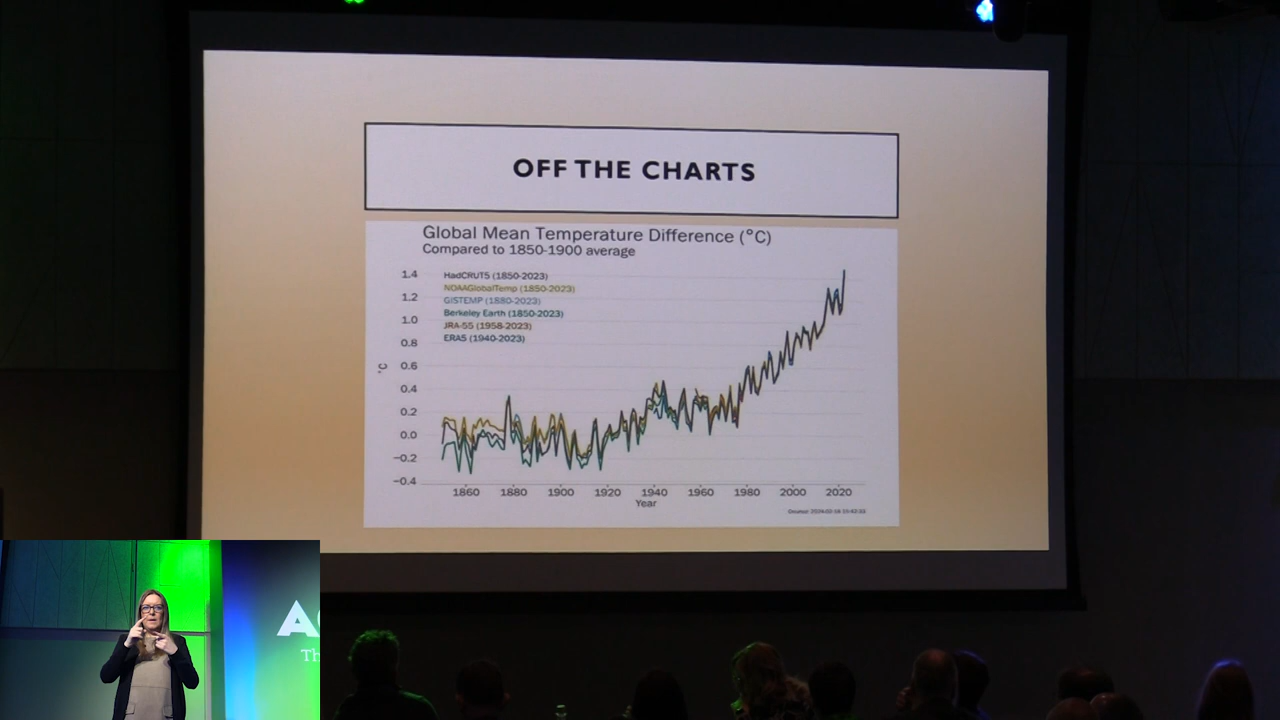 OFF THE CHARTS
Global Mean Temperature Difference (°C)
Compared to 1850-1900 average
HadCRUT5 (1850-2023)
NOAAGlobalTemp (1850-2023)
GISTEMP (1880-2023)
Berkeley Earth (1850-2023)
JRA-55 (1958-2023)
ERA5 (1940-2023)
1.4
1.2
1.0
0.8
0.6
0.4
0.2
0.0
−0.2
−0.4
°C
1860 1880 1900 1920 1940 1960 1980 2000 2020
Year
A
Th